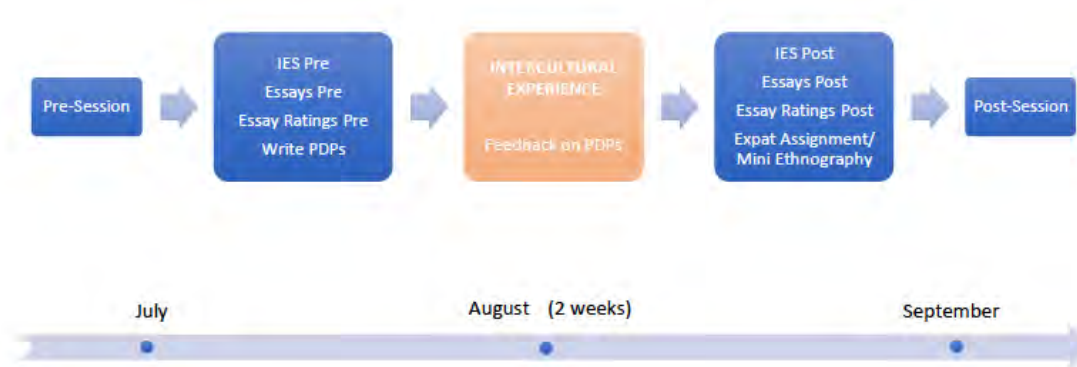 Pre-Session
IES Pre
Essays Pre
Essay Ratings Pre
Write PDPs
INTERCULTURAL
EXPERIENCE
Feedback on PDPs
IES Post
Essays Post
Essay Ratings Post
Expat Assignment/
Mini Ethnography
Post-Session
July
August (2 weeks)
September